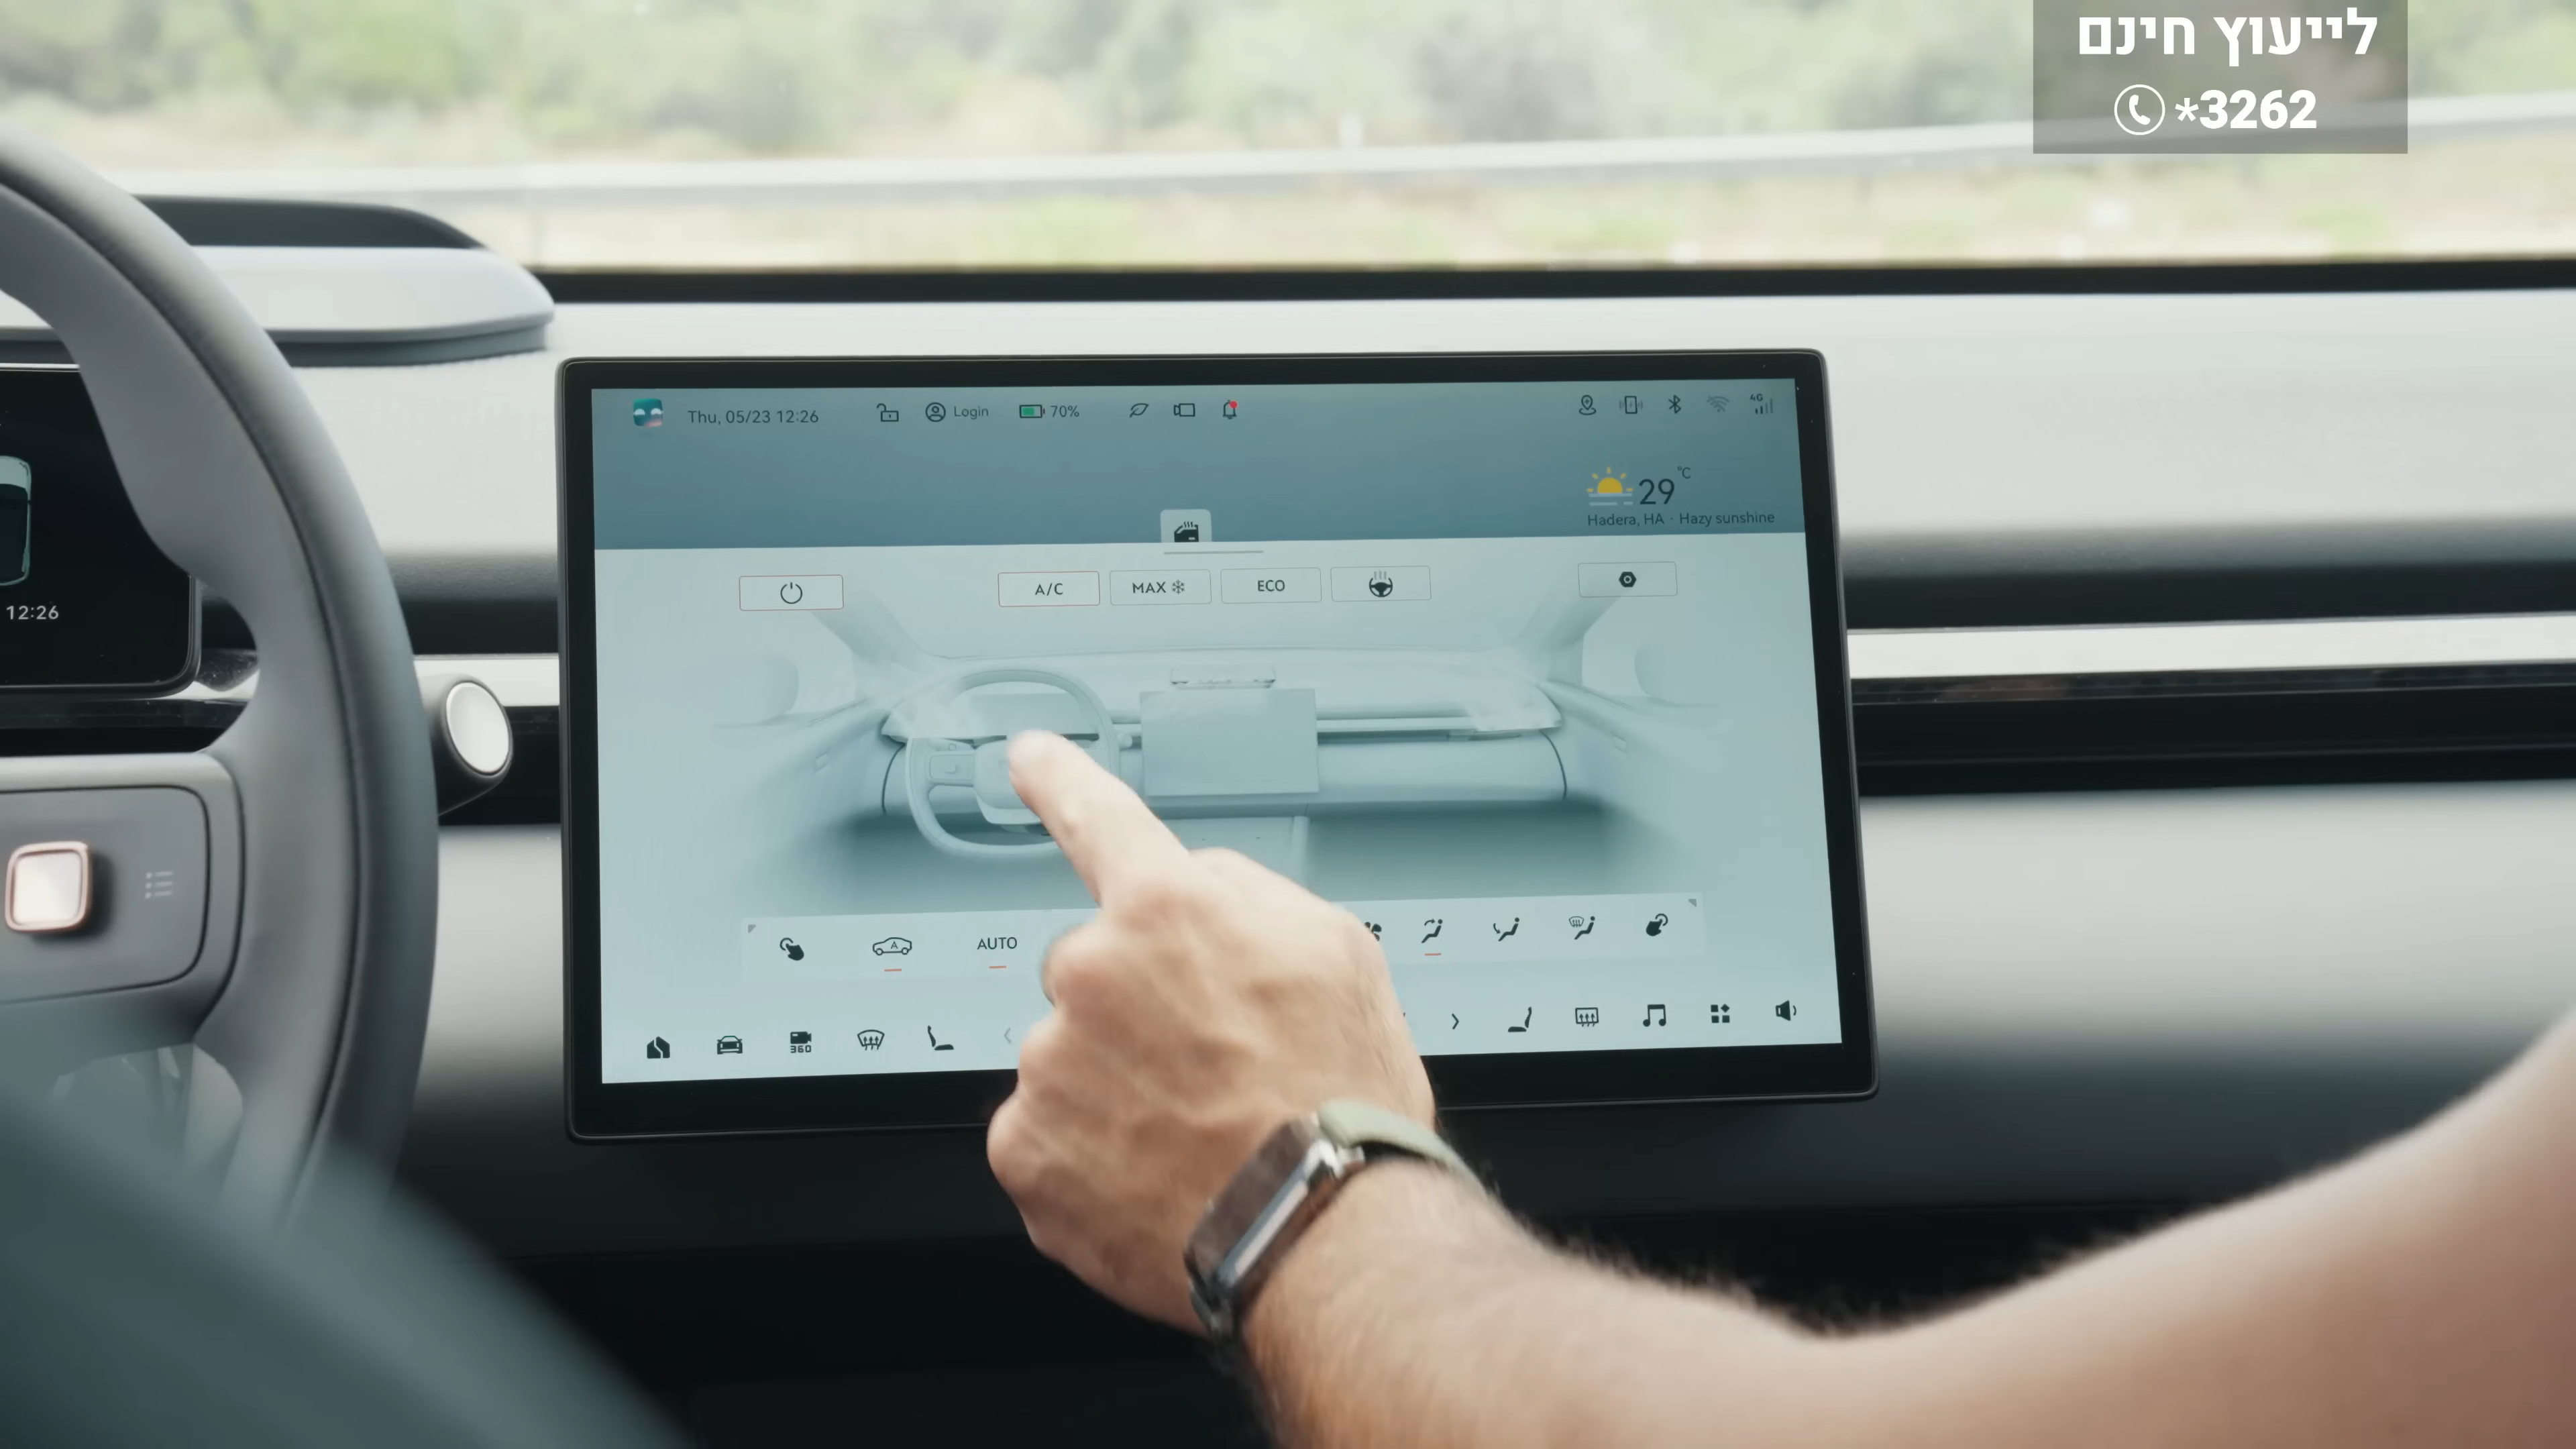 לייעוץ חינם
*3262
Thu, 05/23 12:26
Login
70%
4G
29°C
Hadera, HA · Hazy sunshine
A/C
MAX
ECO
12:26
A
AUTO
360